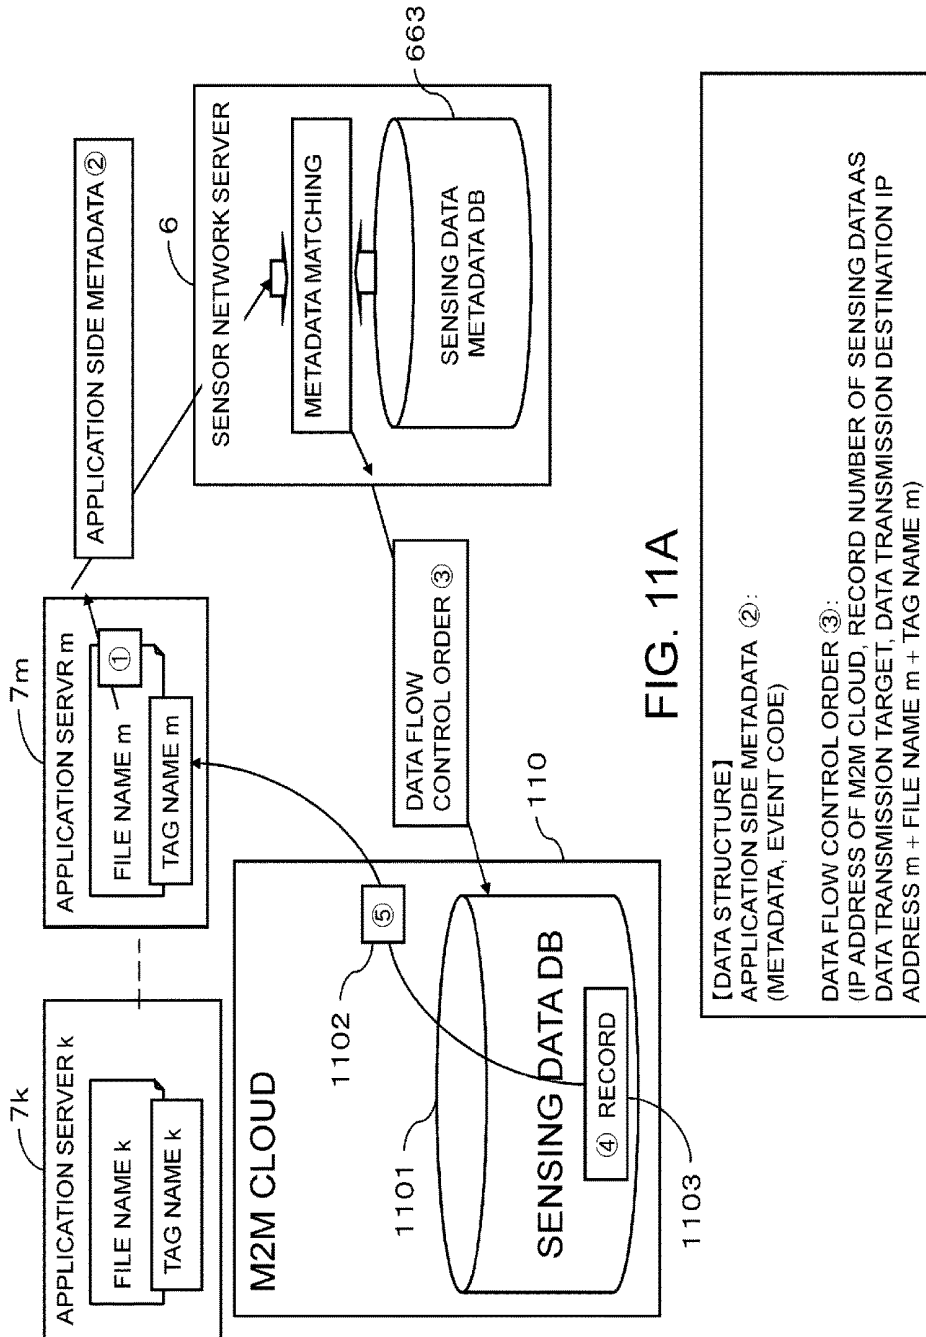 7k
APPLICATION SERVER k
FILE NAME k
TAG NAME k
7m
APPLICATION SERVR m
①
FILE NAME m
TAG NAME m
APPLICATION SIDE METADATA ②
6
SENSOR NETWORK SERVER
METADATA MATCHING
SENSING DATA
METADATA DB
663
M2M CLOUD
1102
⑤
1101
SENSING DATA DB
④ RECORD
1103
110
DATA FLOW
CONTROL ORDER ③
FIG. 11A
【DATA STRUCTURE】
APPLICATION SIDE METADATA ②:
(METADATA, EVENT CODE)
DATA FLOW CONTROL ORDER ③:
(IP ADDRESS OF M2M CLOUD, RECORD NUMBER OF SENSING DATA AS
DATA TRANSMISSION TARGET, DATA TRANSMISSION DESTINATION IP
ADDRESS m + FILE NAME m + TAG NAME m)